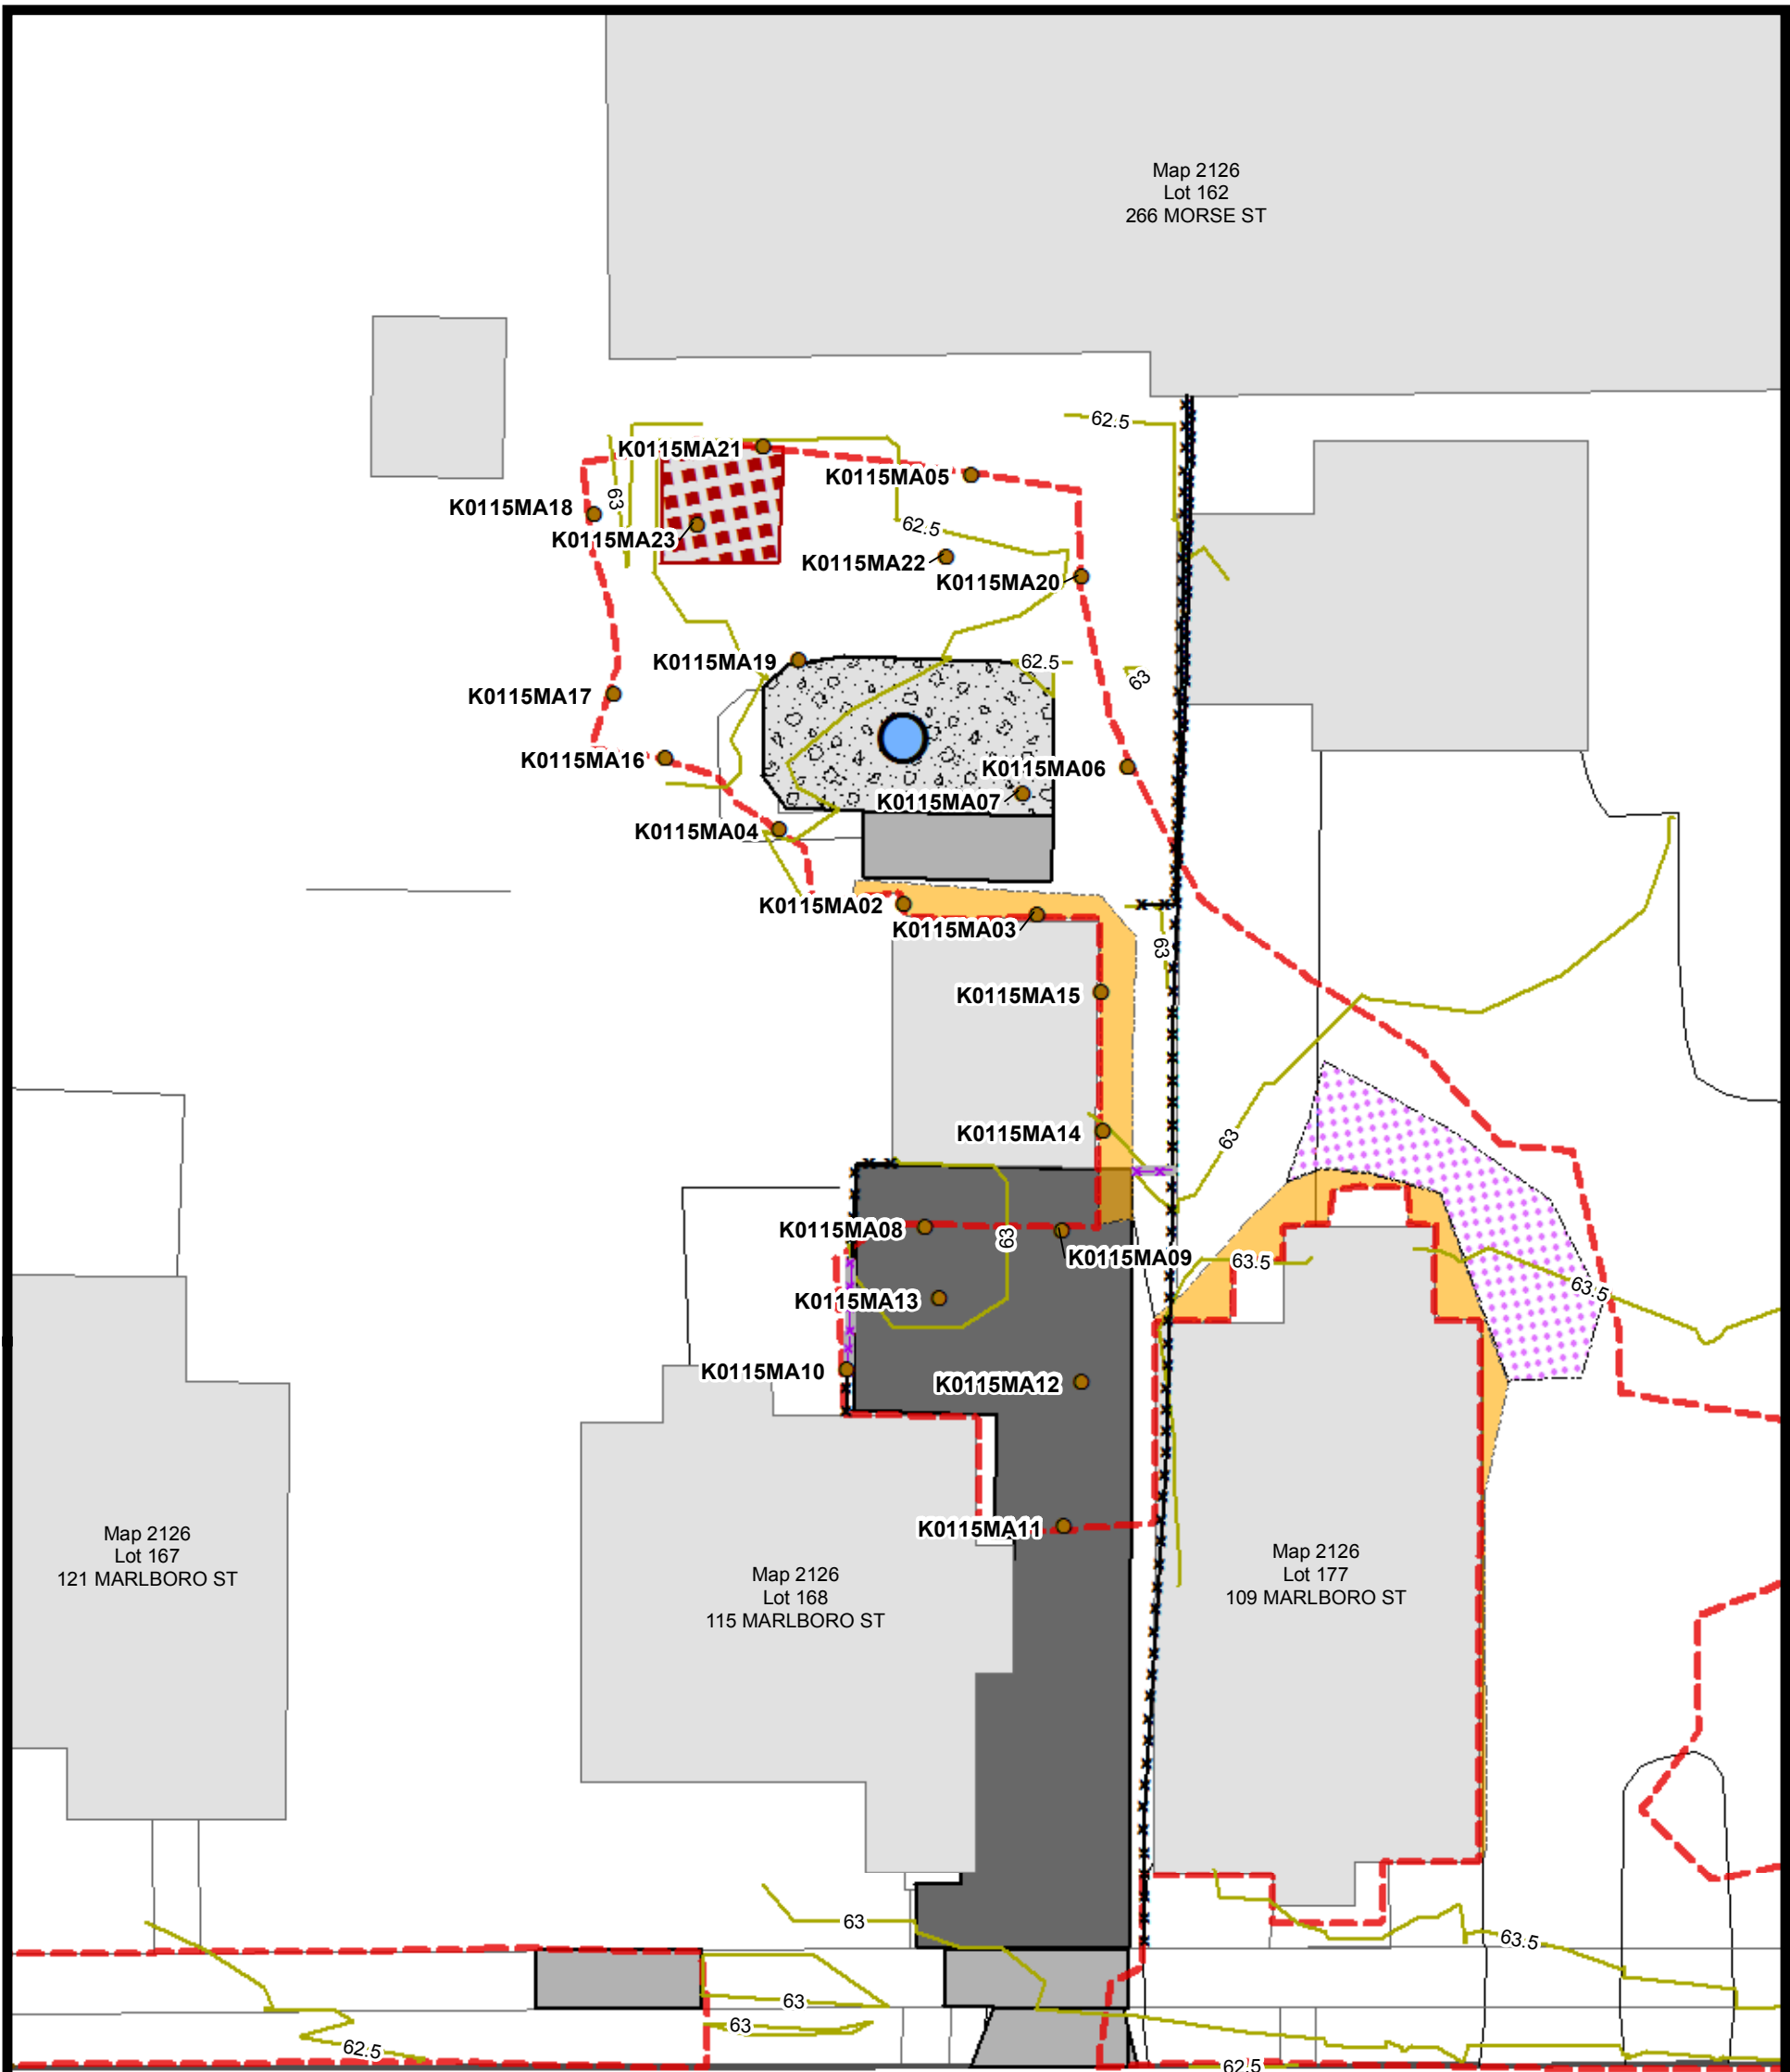 Map 2126
Lot 162
266 MORSE ST
62.5
K0115MA21
K0115MA05
63
K0115MA18
62.5
K0115MA23
K0115MA22
K0115MA20
K0115MA19
62.5
63
K0115MA17
K0115MA16
K0115MA06
K0115MA07
K0115MA04
K0115MA02
K0115MA03
63
K0115MA15
K0115MA14
63
K0115MA08
63
K0115MA09
63.5
63.5
K0115MA13
K0115MA10
K0115MA12
K0115MA11
Map 2126
Lot 167
121 MARLBORO ST
Map 2126
Lot 168
115 MARLBORO ST
Map 2126
Lot 177
109 MARLBORO ST
63
63.5
63
63
62.5
62.5